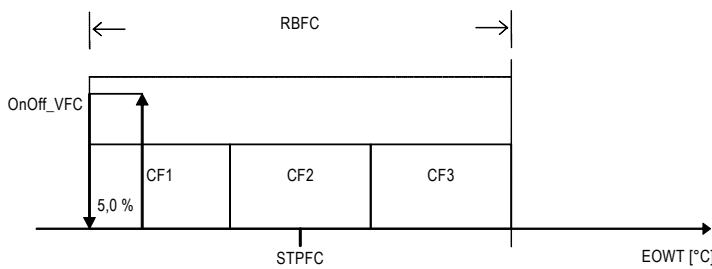 RBFC
OnOff_VFC
CF1
CF2
CF3
5,0 %
STPFC
EOWT [°C]